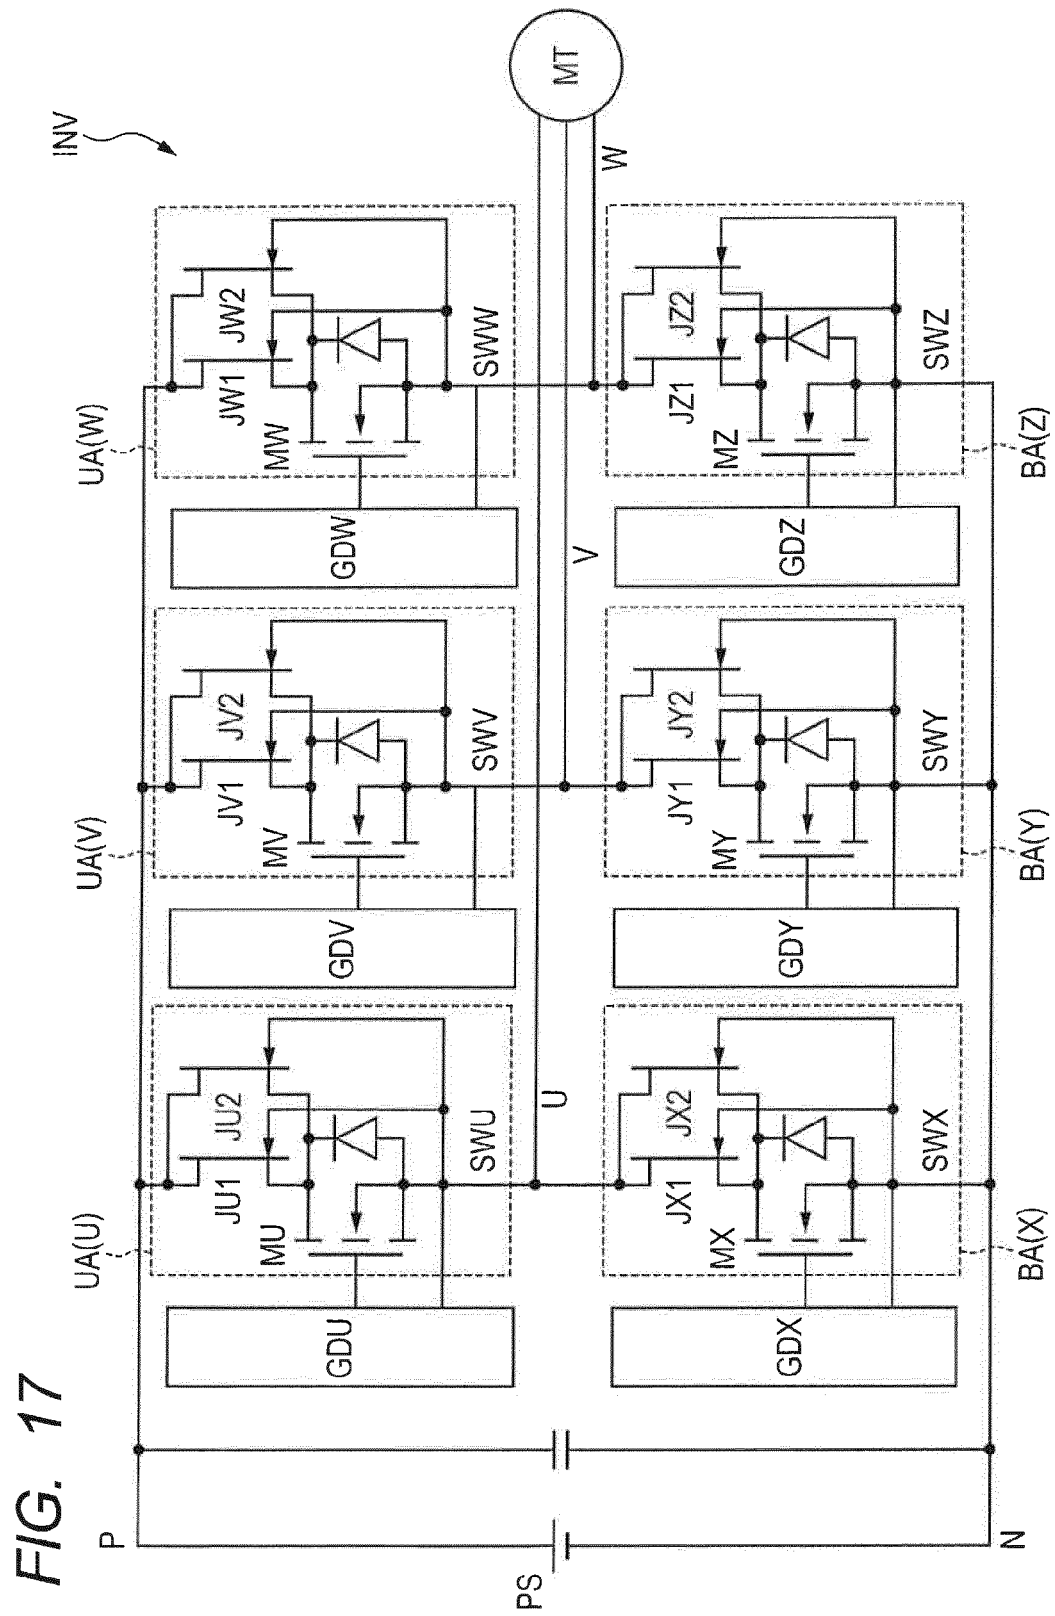 FIG. 17
INV
PS
P
N
UA(U)
UA(V)
UA(W)
GDU
MU
JU1
JU2
SWU
GDV
MV
JV1
JV2
SWV
GDW
MW
JW1
JW2
SWW
U
V
W
MT
GDX
MX
JX1
JX2
SWX
GDY
MY
JY1
JY2
SWY
GDZ
MZ
JZ1
JZ2
SWZ
BA(X)
BA(Y)
BA(Z)